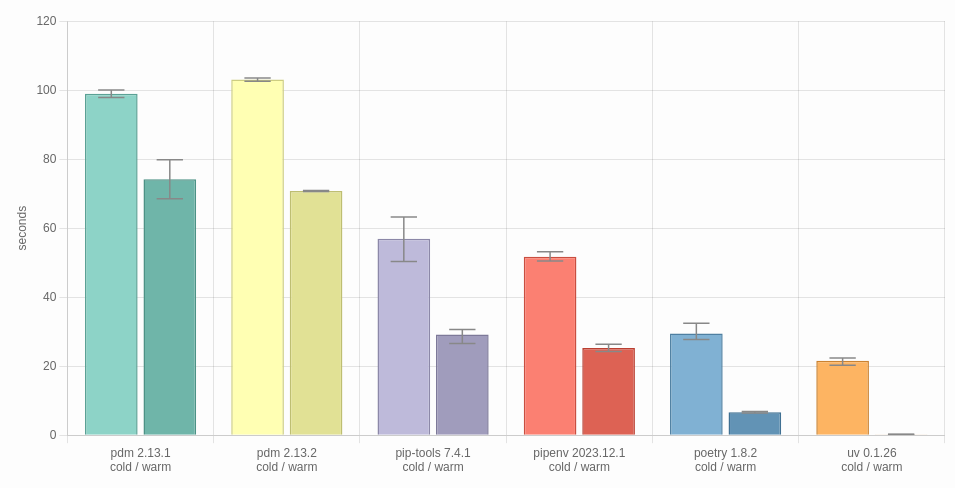 120
100
80
60
40
20
0
seconds
pdm 2.13.1
cold / warm
pdm 2.13.2
cold / warm
pip-tools 7.4.1
cold / warm
pipenv 2023.12.1
cold / warm
poetry 1.8.2
cold / warm
uv 0.1.26
cold / warm